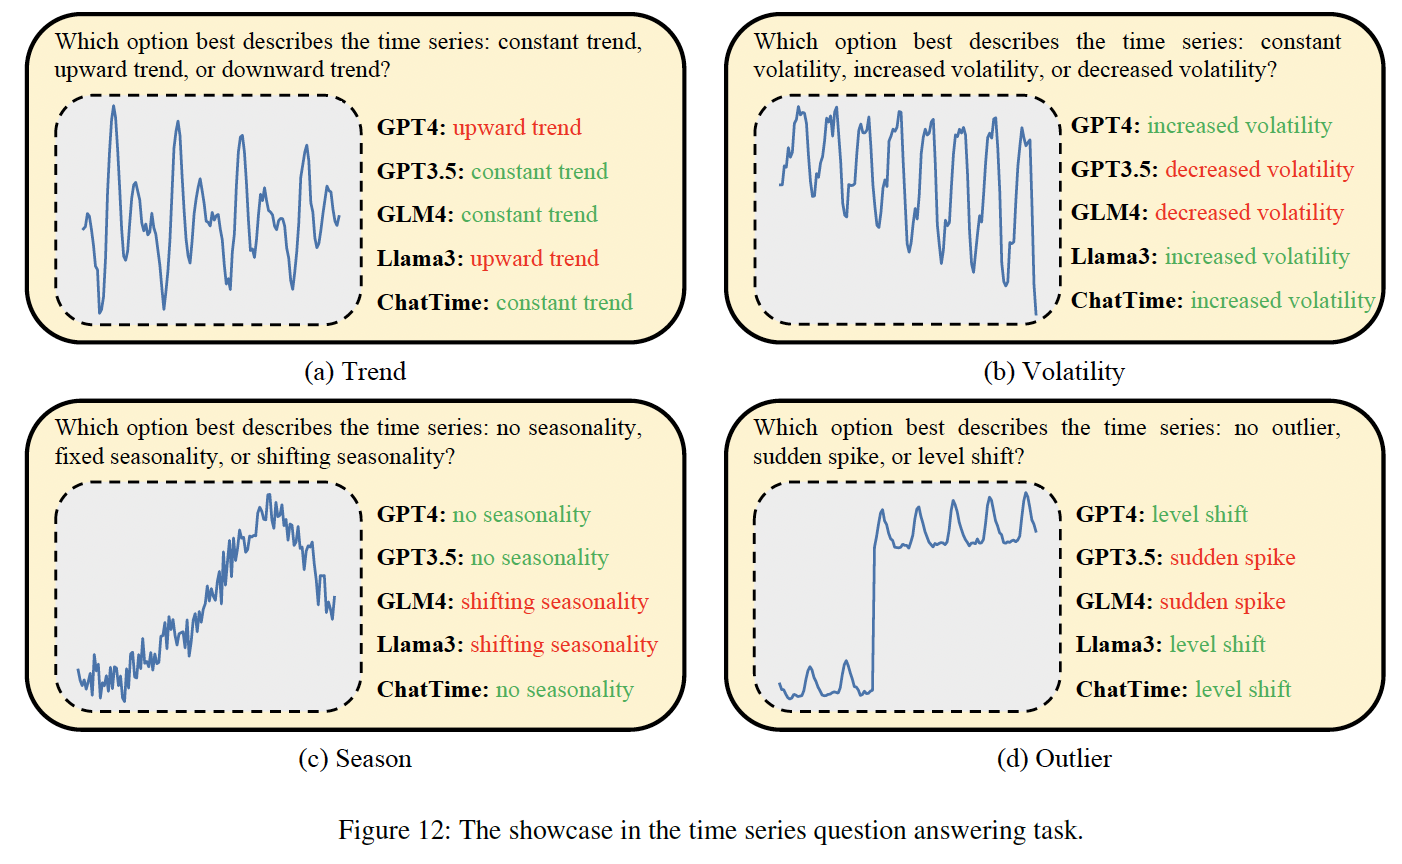 Which option best describes the time series: constant trend,
upward trend, or downward trend?
GPT4: upward trend
GPT3.5: constant trend
GLM4: constant trend
Llama3: upward trend
ChatTime: constant trend
(a) Trend
Which option best describes the time series: constant
volatility, increased volatility, or decreased volatility?
GPT4: increased volatility
GPT3.5: decreased volatility
GLM4: decreased volatility
Llama3: increased volatility
ChatTime: increased volatility
(b) Volatility
Which option best describes the time series: no seasonality,
fixed seasonality, or shifting seasonality?
GPT4: no seasonality
GPT3.5: no seasonality
GLM4: shifting seasonality
Llama3: shifting seasonality
ChatTime: no seasonality
(c) Season
Which option best describes the time series: no outlier,
sudden spike, or level shift?
GPT4: level shift
GPT3.5: sudden spike
GLM4: sudden spike
Llama3: level shift
ChatTime: level shift
(d) Outlier
Figure 12: The showcase in the time series question answering task.